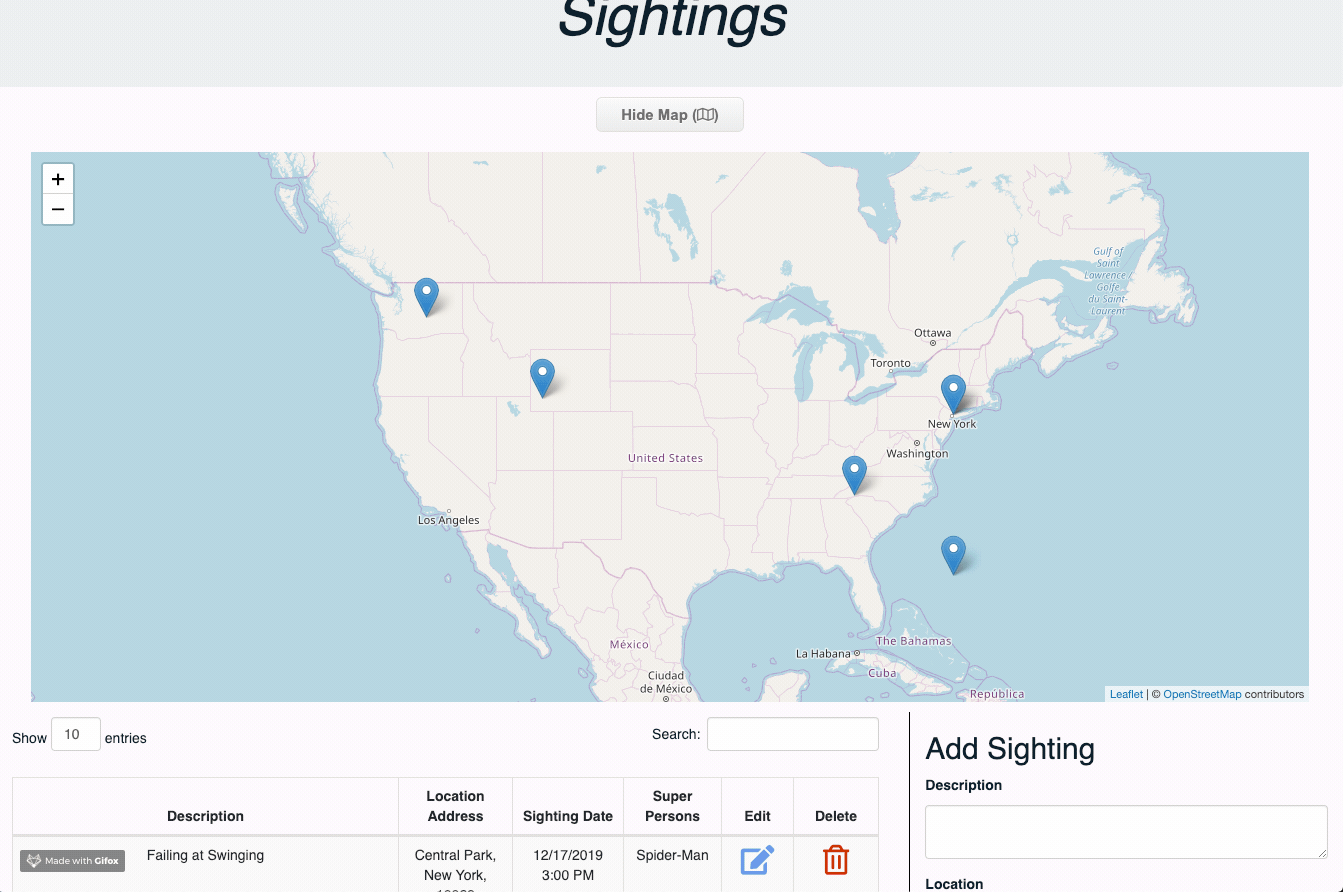 Sightings
Hide Map ()
+
−
Gulf of
Saint
Lawrence /
Golfe
du Saint-
Laurent
Ottawa
Toronto
New York
Washington
United States
Los Angeles
México
La Habana
The Bahamas
Cuba
Ciudad
de México
República
Leaflet | © OpenStreetMap contributors
Show 10 entries
Search:
Description
Location
Address
Sighting Date
Super
Persons
Edit
Delete
Made with Gifox
Failing at Swinging
Central Park,
New York,
12/17/2019
3:00 PM
Spider-Man
Add Sighting
Description
Location